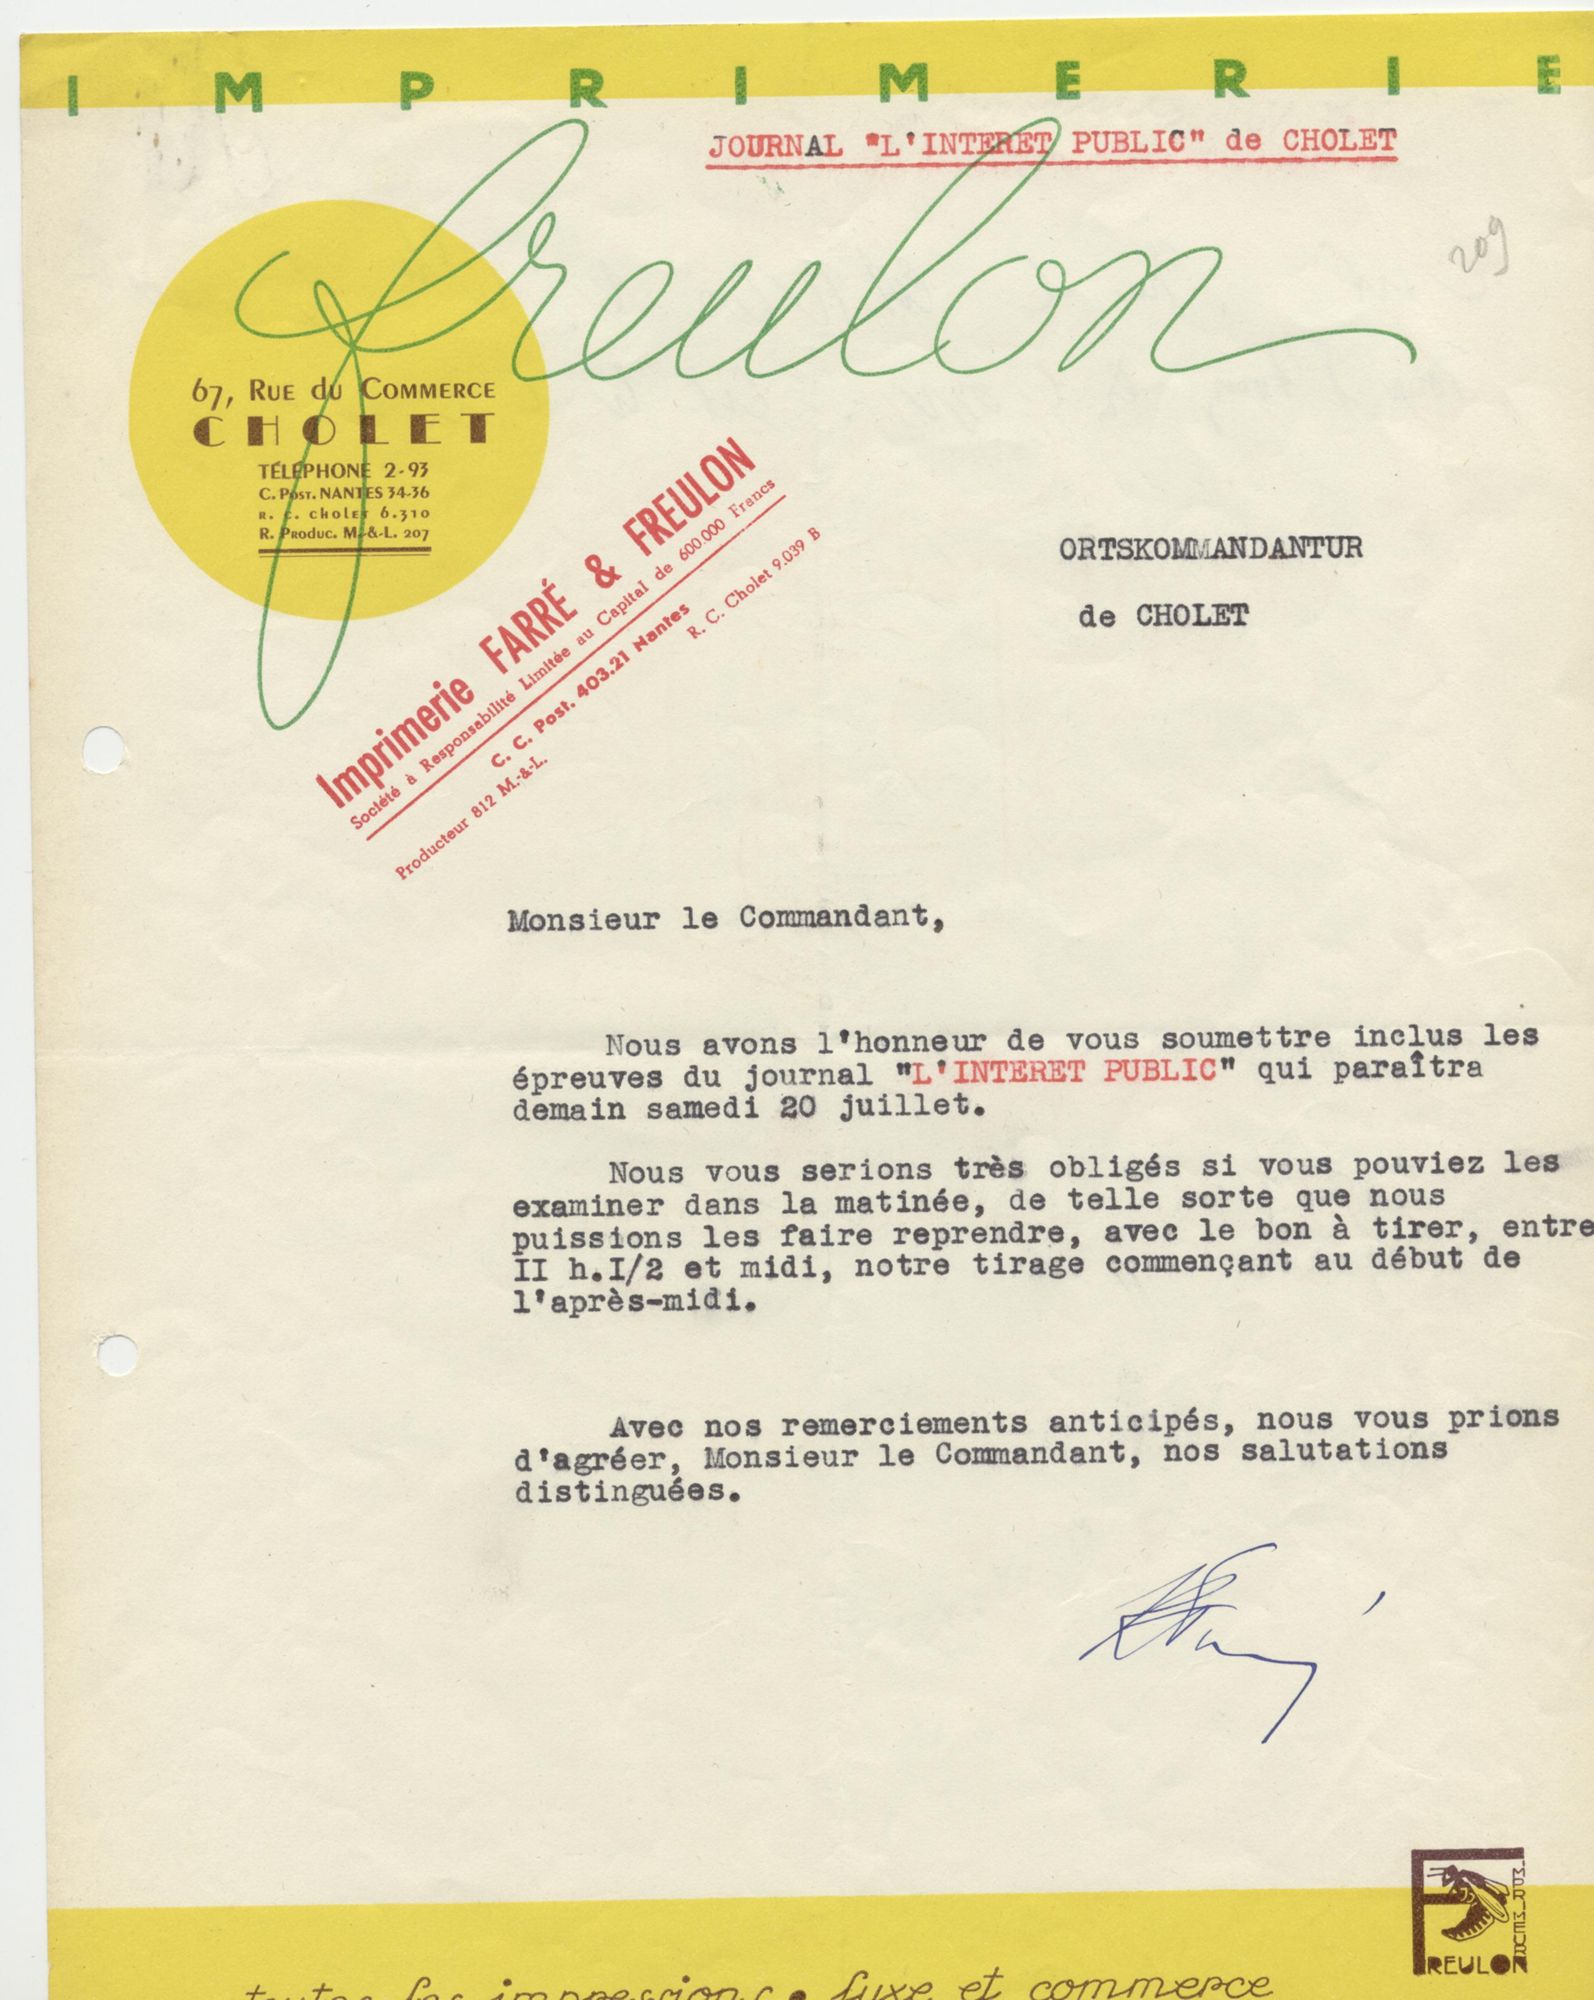 IMPRIMERIE
JOURNAL "L'INTERET PUBLIC" de CHOLET
freulon
209
67, Rue du Commerce
CHOLET
TÉLÉPHONE 2-93
C. Post. NANTES 34-36
R. C. cholet 6.310
R. Produc. M.-&-L. 207
Imprimerie FARRÉ & FREULON
Société à Responsabilité Limitée au Capital de 600.000 Francs
C. C. Post. 403.21 Nantes
Producteur 812 M.-&-L.
R. C. Cholet 9.039 B
ORTSKOMMANDANTUR
de CHOLET
Monsieur le Commandant,
Nous avons l'honneur de vous soumettre inclus les
épreuves du journal "L'INTERET PUBLIC" qui paraîtra
demain samedi 20 juillet.
Nous vous serions très obligés si vous pouviez les
examiner dans la matinée, de telle sorte que nous
puissions les faire reprendre, avec le bon à tirer, entre
II h.I/2 et midi, notre tirage commençant au début de
l'après-midi.
Avec nos remerciements anticipés, nous vous prions
d'agréer, Monsieur le Commandant, nos salutations
distinguées.
FREULON
toutes les impressions • luxe et commerce